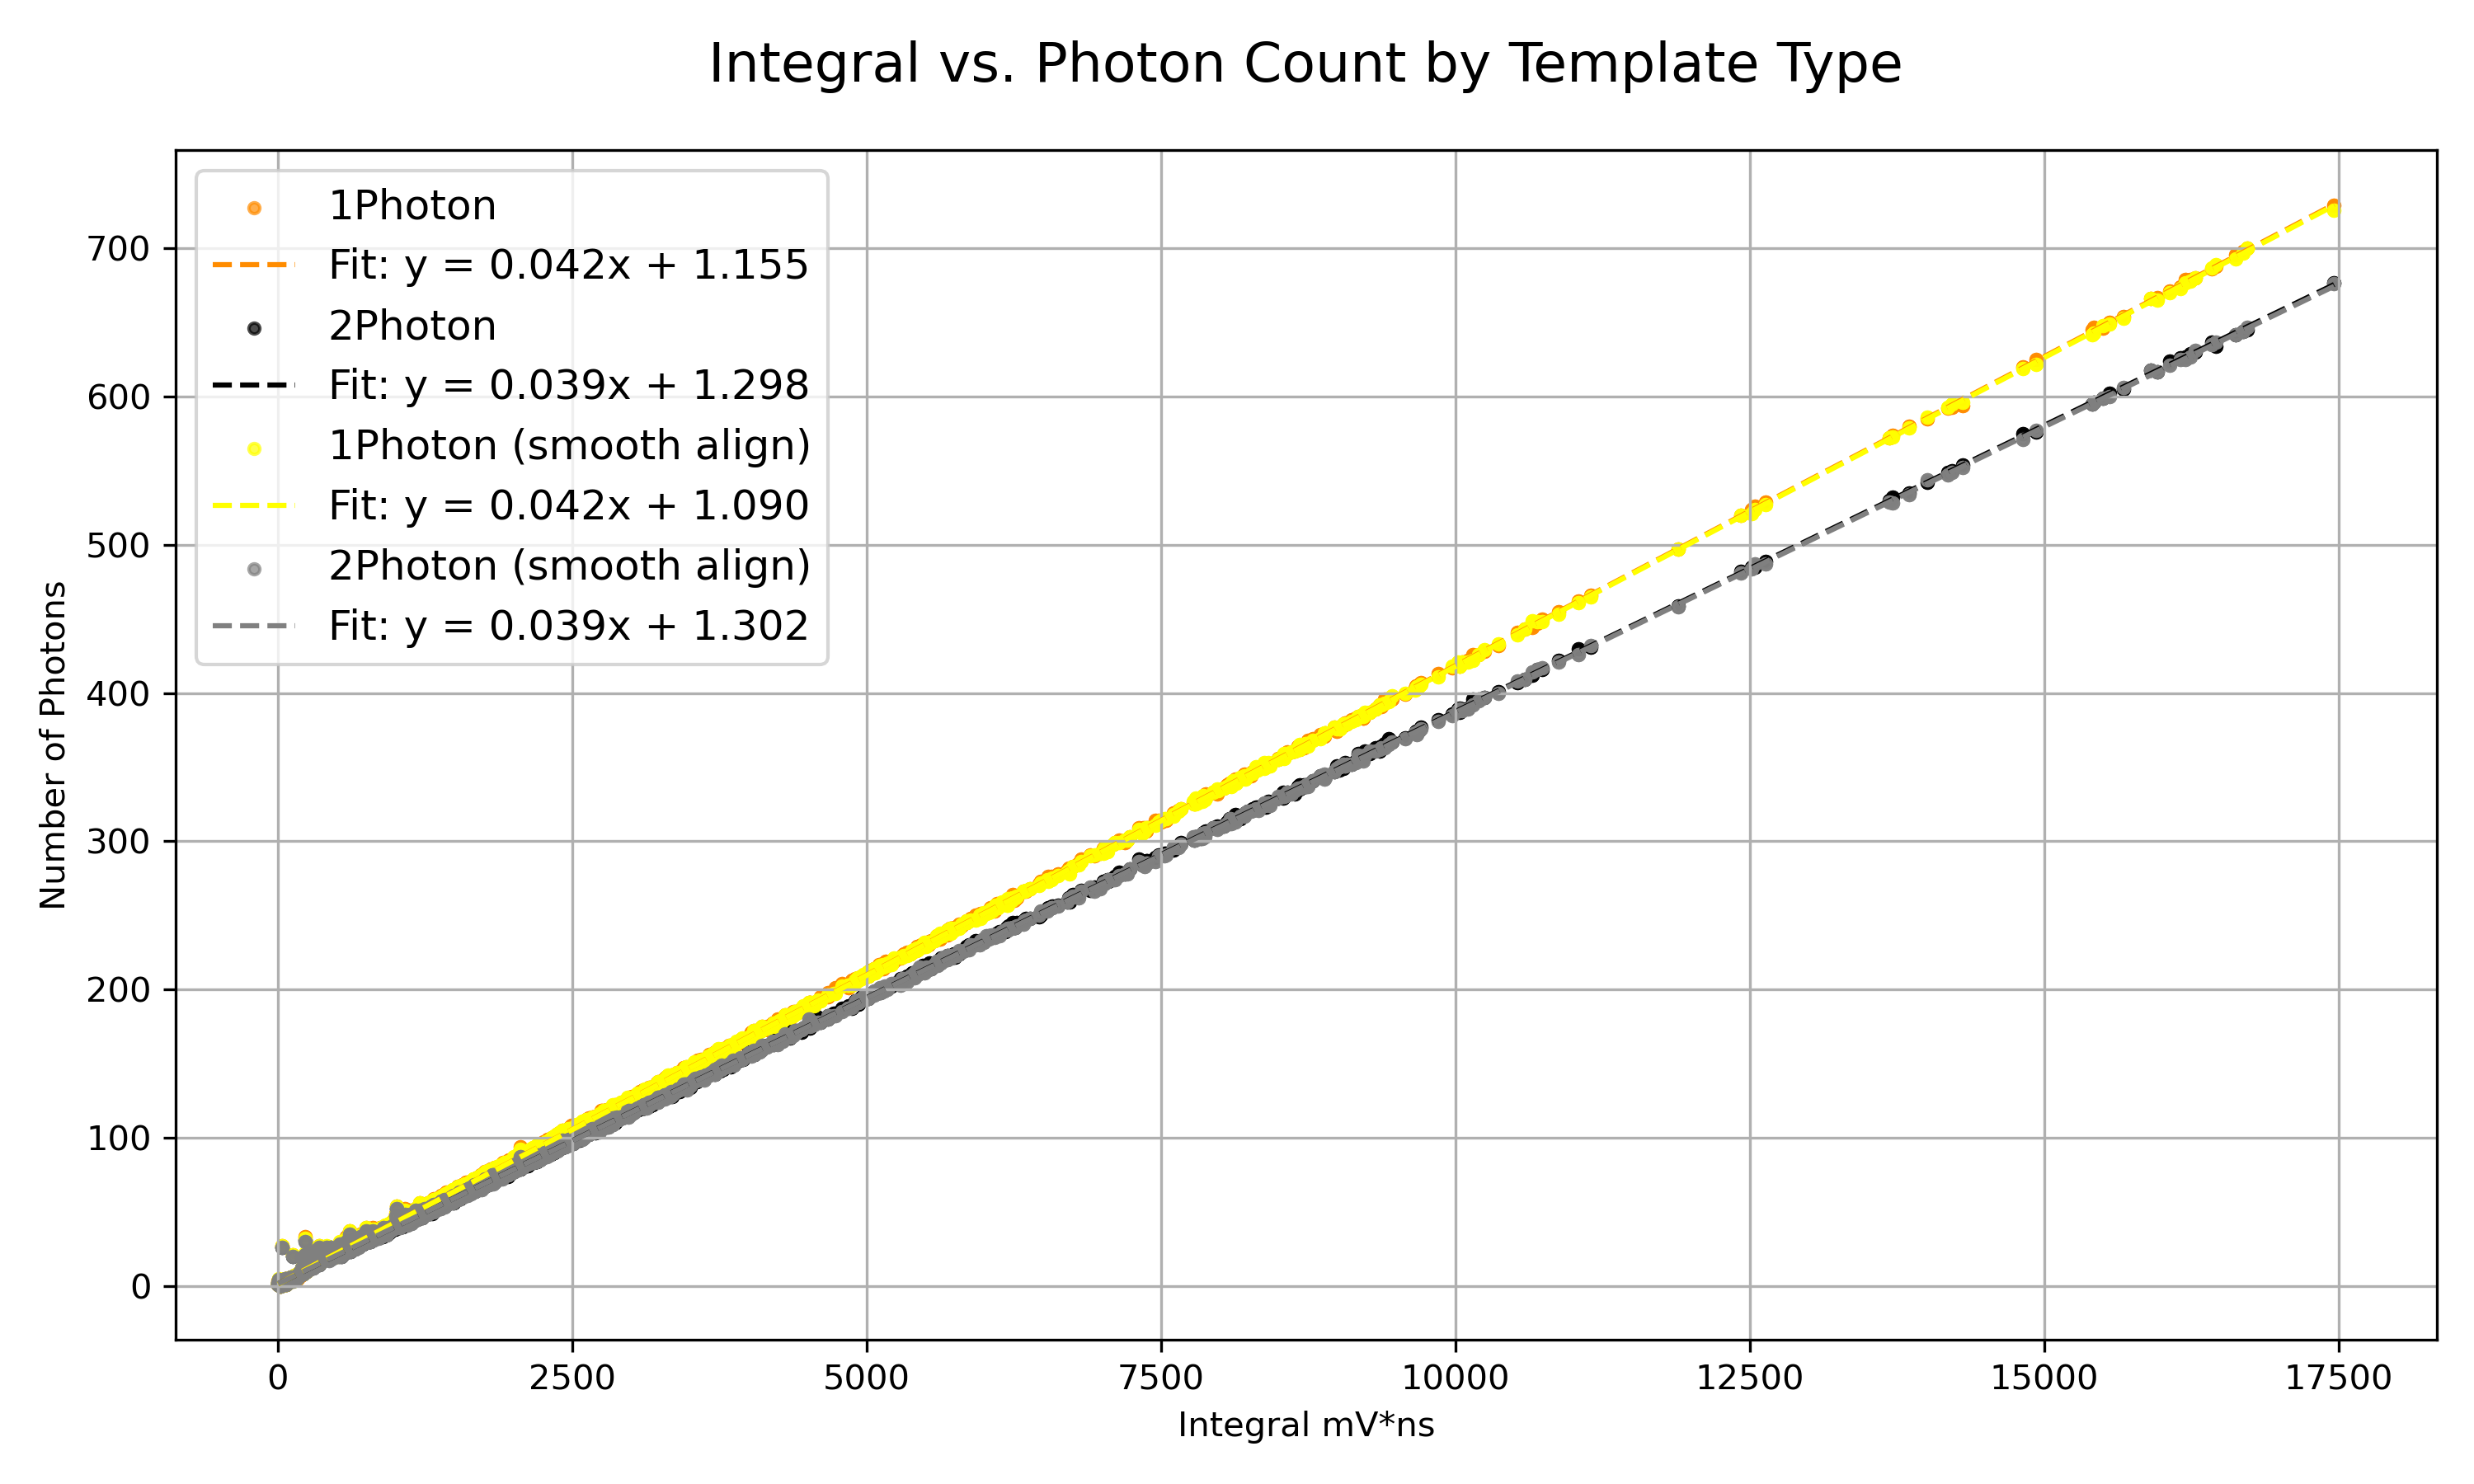 Integral vs. Photon Count by Template Type
1Photon
Fit: y = 0.042x + 1.155
2Photon
Fit: y = 0.039x + 1.298
1Photon (smooth align)
Fit: y = 0.042x + 1.090
2Photon (smooth align)
Fit: y = 0.039x + 1.302
Number of Photons
700
600
500
400
300
200
100
0
0 2500 5000 7500 10000 12500 15000 17500
Integral mV*ns